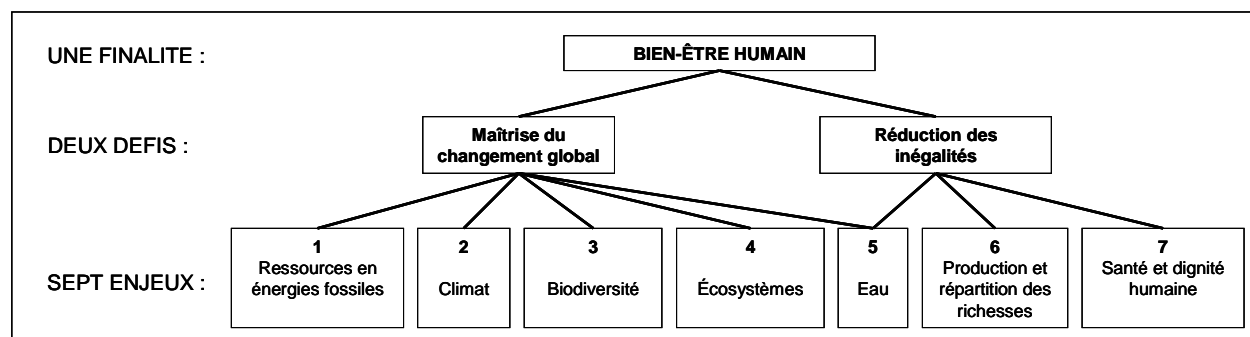 UNE FINALITE :
BIEN-ÊTRE HUMAIN
DEUX DEFIS :
Maîtrise du
changement global
Réduction des
inégalités
SEPT ENJEUX :
1
Ressources en
énergies fossiles
2
Climat
3
Biodiversité
4
Écosystèmes
5
Eau
6
Production et
répartition des
richesses
7
Santé et dignité
humaine